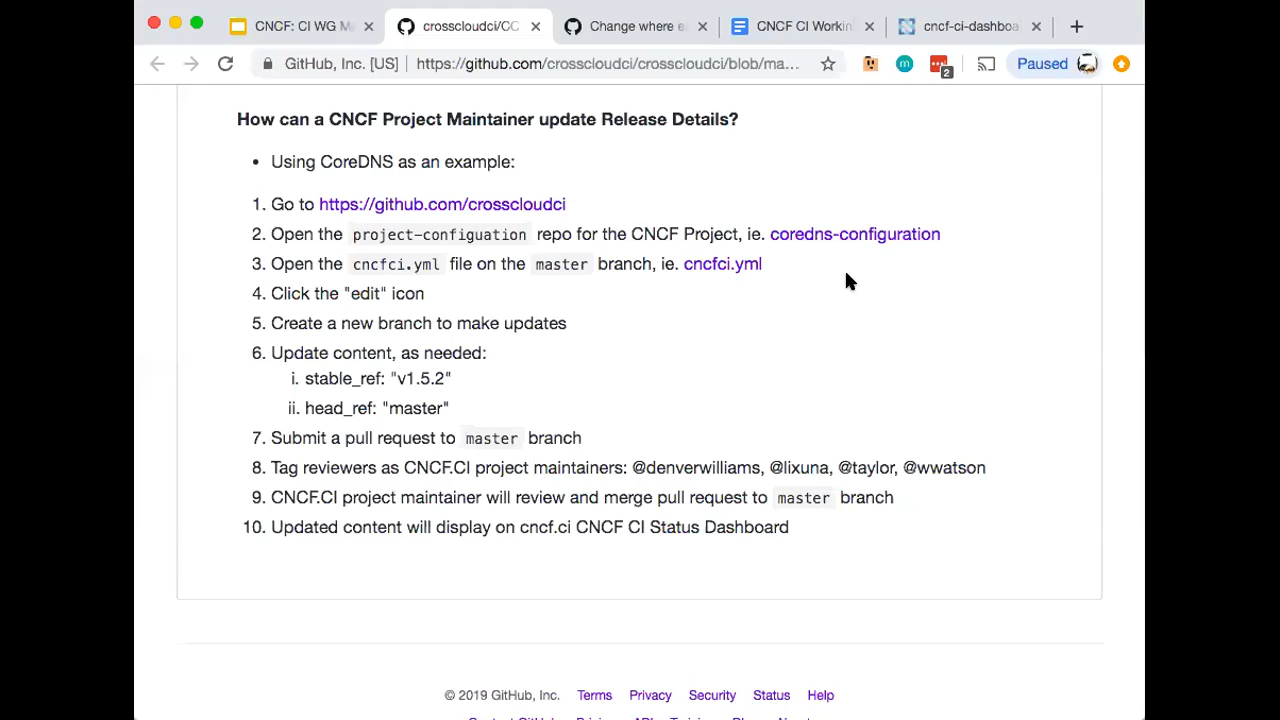 CNCF: CI WG M
crosscloudci/CC
Change where e
CNCF CI Workin
cncf-ci-dashboa
GitHub, Inc. [US]
https://github.com/crosscloudci/crosscloudci/blob/ma...
2
Paused
How can a CNCF Project Maintainer update Release Details?
• Using CoreDNS as an example:
1. Go to https://github.com/crosscloudci
2. Open the project-configuation repo for the CNCF Project, ie. coredns-configuration
3. Open the cncfci.yml file on the master branch, ie. cncfci.yml
4. Click the "edit" icon
5. Create a new branch to make updates
6. Update content, as needed:
i. stable_ref: "v1.5.2"
ii. head_ref: "master"
7. Submit a pull request to master branch
8. Tag reviewers as CNCF.CI project maintainers: @denverwilliams, @lixuna, @taylor, @wwatson
9. CNCF.CI project maintainer will review and merge pull request to master branch
10. Updated content will display on cncf.ci CNCF CI Status Dashboard
© 2019 GitHub, Inc. Terms Privacy Security Status Help